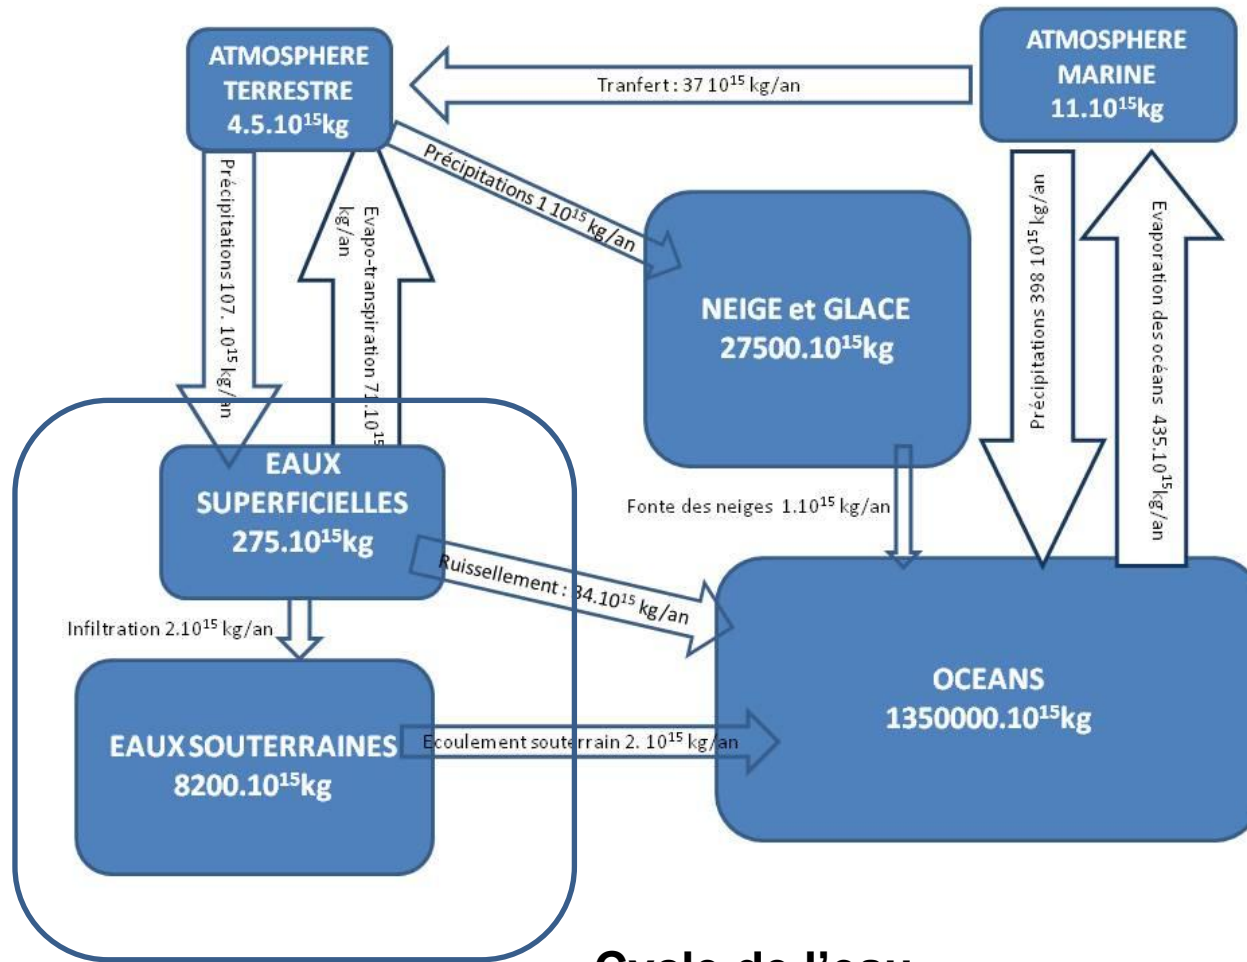 ATMOSPHERE
TERRESTRE
4.5.10¹⁵kg
Tranfert : 37 10¹⁵ kg/an
ATMOSPHERE
MARINE
11.10¹⁵kg
Précipitations 107. 10¹⁵ kg/an
Evapo-transpiration 71.10¹⁵
kg/an
Précipitations 1 10¹⁵ kg/an
NEIGE et GLACE
27500.10¹⁵kg
Précipitations 398 10¹⁵ kg/an
Evaporation des océans 435.10¹⁵kg/an
EAUX
SUPERFICIELLES
275.10¹⁵kg
Fonte des neiges 1.10¹⁵ kg/an
Ruissellement : 34.10¹⁵ kg/an
Infiltration 2.10¹⁵ kg/an
EAUX SOUTERRAINES
8200.10¹⁵kg
Ecoulement souterrain 2. 10¹⁵ kg/an
OCEANS
1350000.10¹⁵kg
Cycle de l'eau